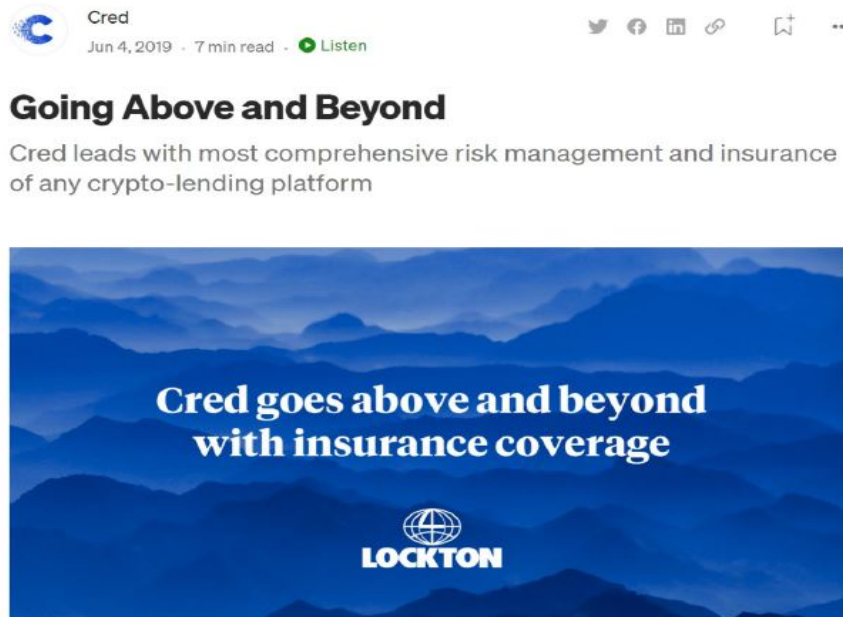 Cred
Jun 4, 2019 · 7 min read · Listen
Going Above and Beyond
Cred leads with most comprehensive risk management and insurance
of any crypto-lending platform
Cred goes above and beyond
with insurance coverage
LOCKTON